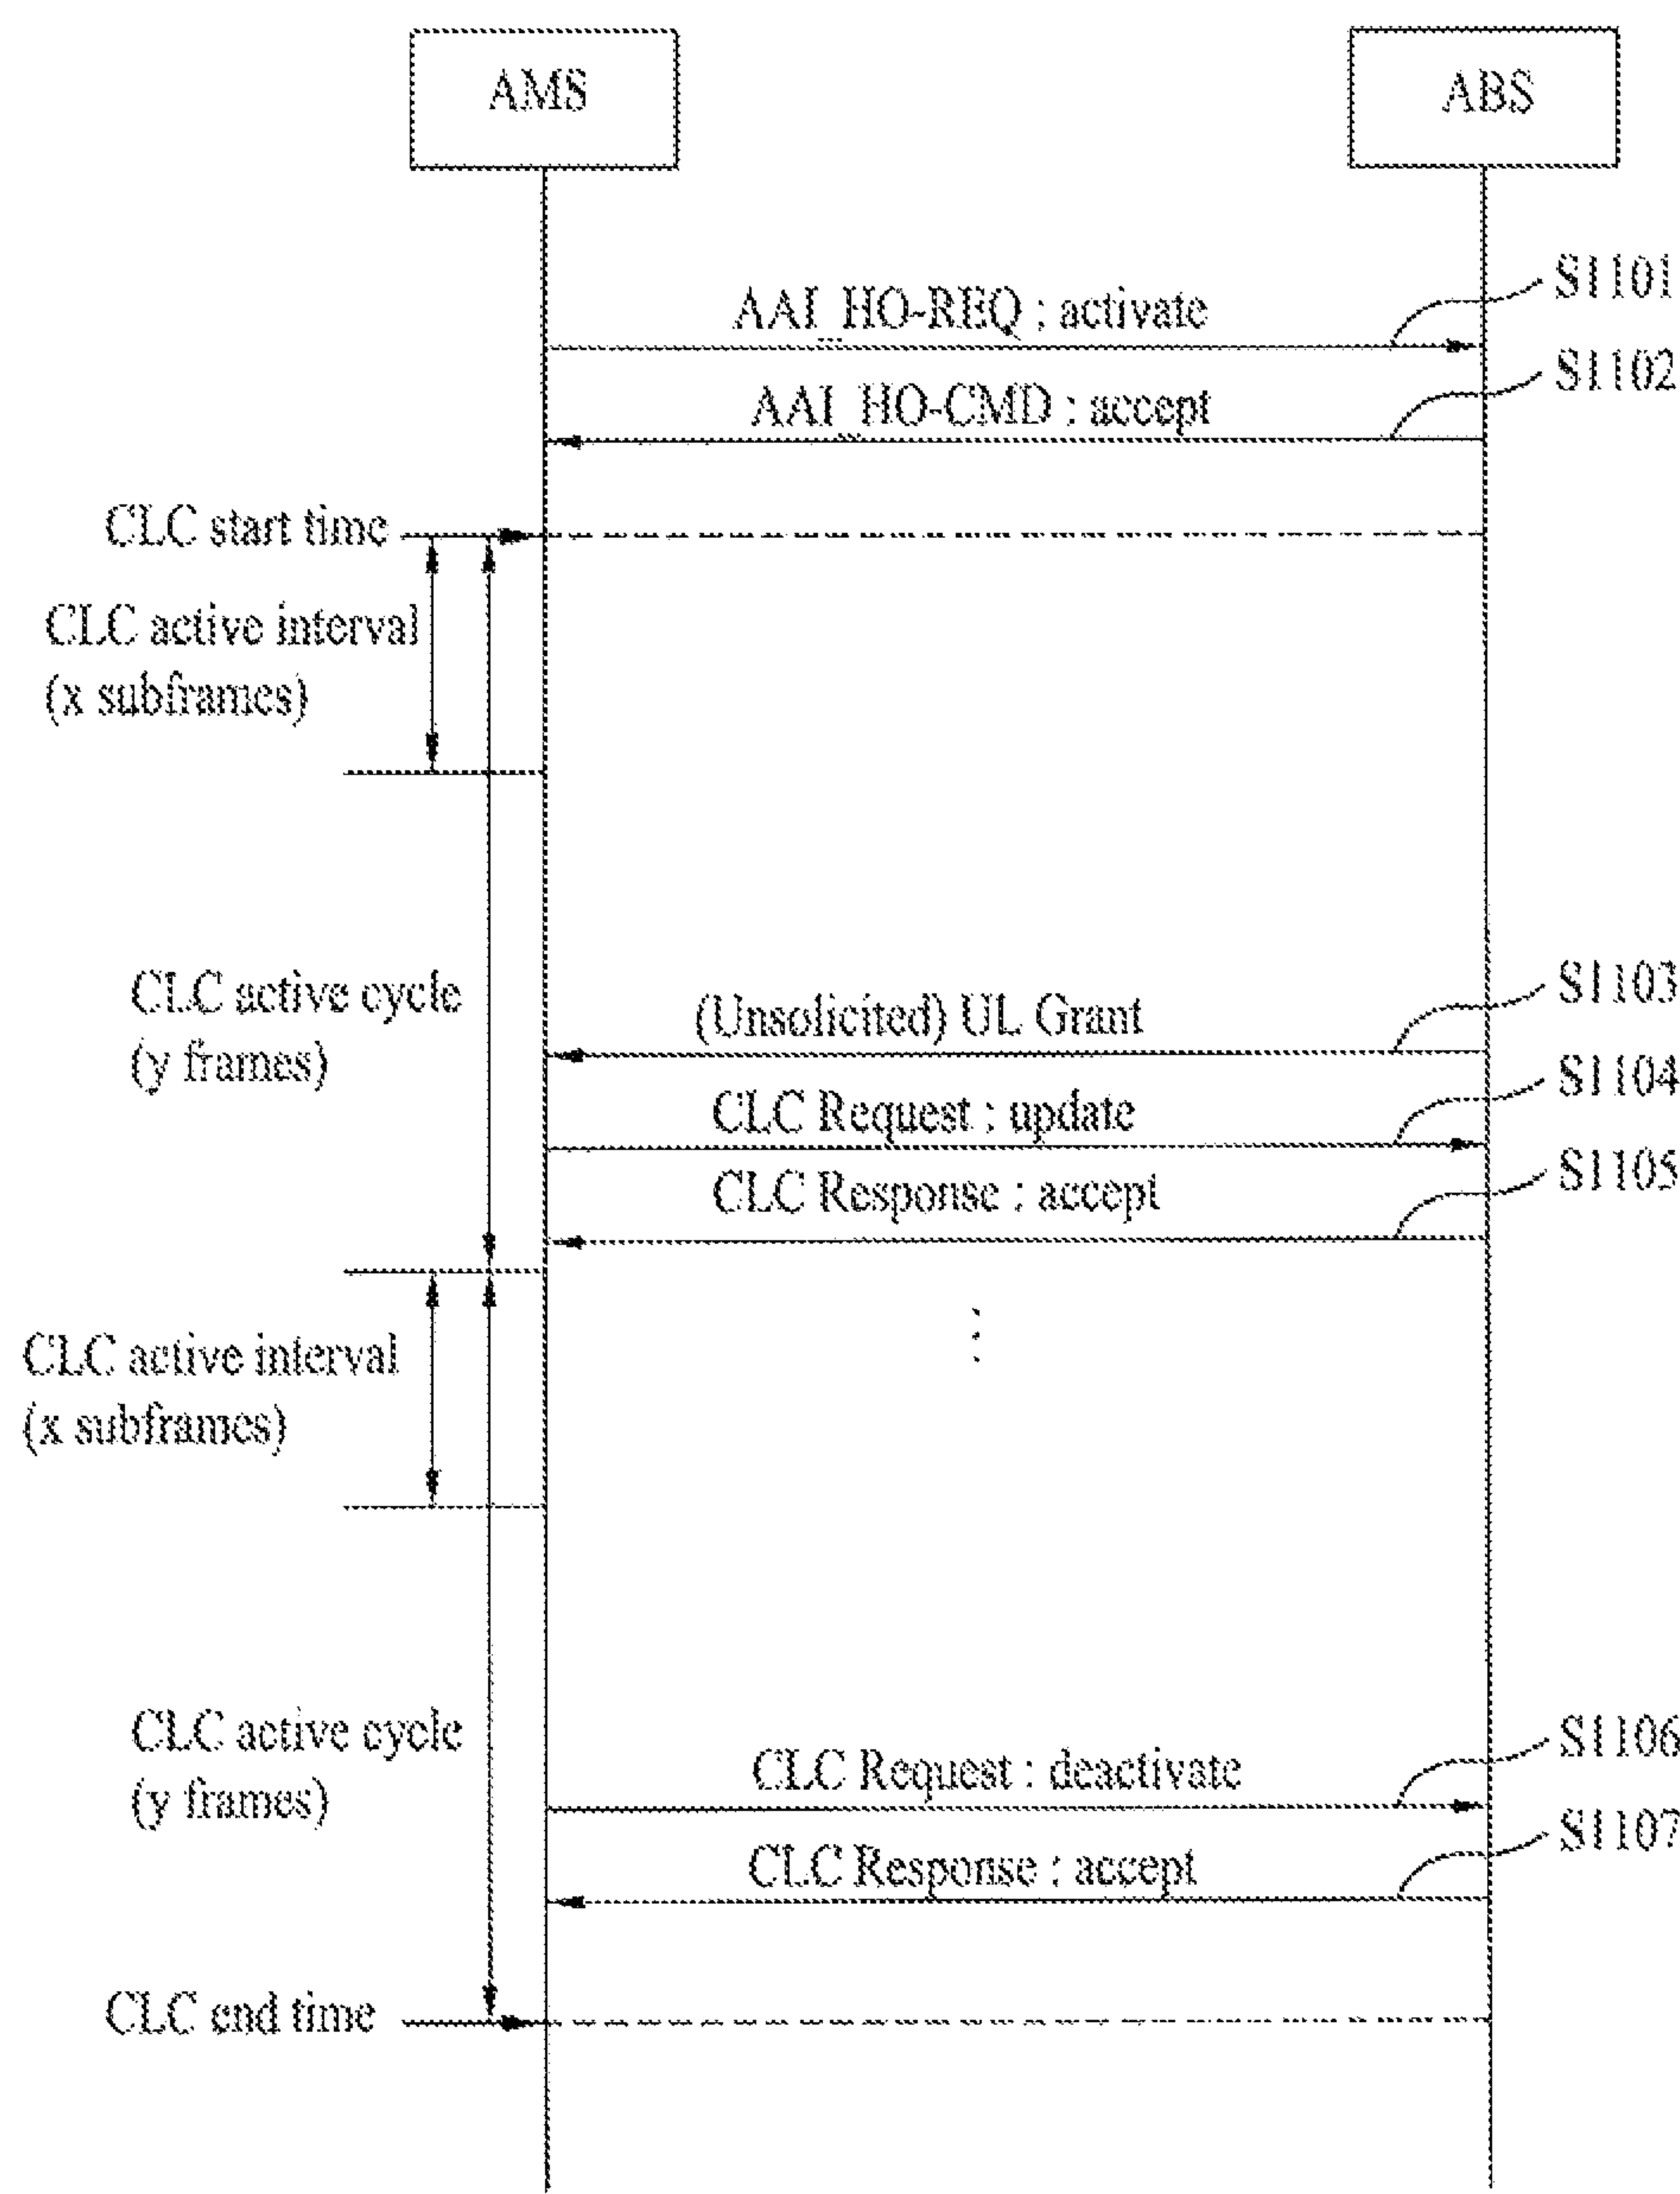 AMS
ABS
S1101
AAI_HO-REQ : activate
S1102
AAI_HO-CMD : accept
CLC start time
CLC active interval
(x subframes)
CLC active cycle
(y frames)
S1103
(Unsolicited) UL Grant
S1104
CLC Request : update
S1105
CLC Response : accept
CLC active interval
(x subframes)
CLC active cycle
(y frames)
S1106
CLC Request : deactivate
S1107
CLC Response : accept
CLC end time